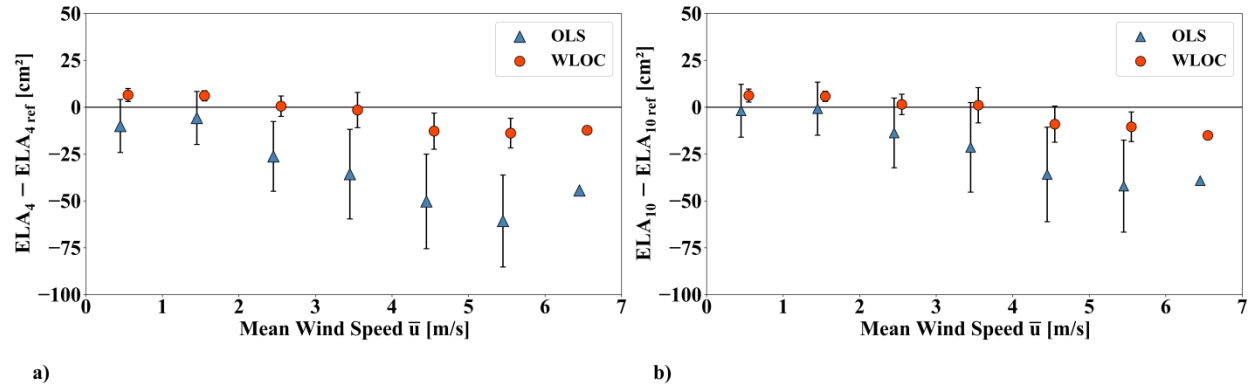 50
25
0
−25
−50
−75
−100
ELA₄ − ELA₄ ref [cm²]
OLS
WLOC
0 1 2 3 4 5 6 7
Mean Wind Speed u̅ [m/s]
a)
50
25
0
−25
−50
−75
−100
ELA₁₀ − ELA₁₀ ref [cm²]
OLS
WLOC
0 1 2 3 4 5 6 7
Mean Wind Speed u̅ [m/s]
b)